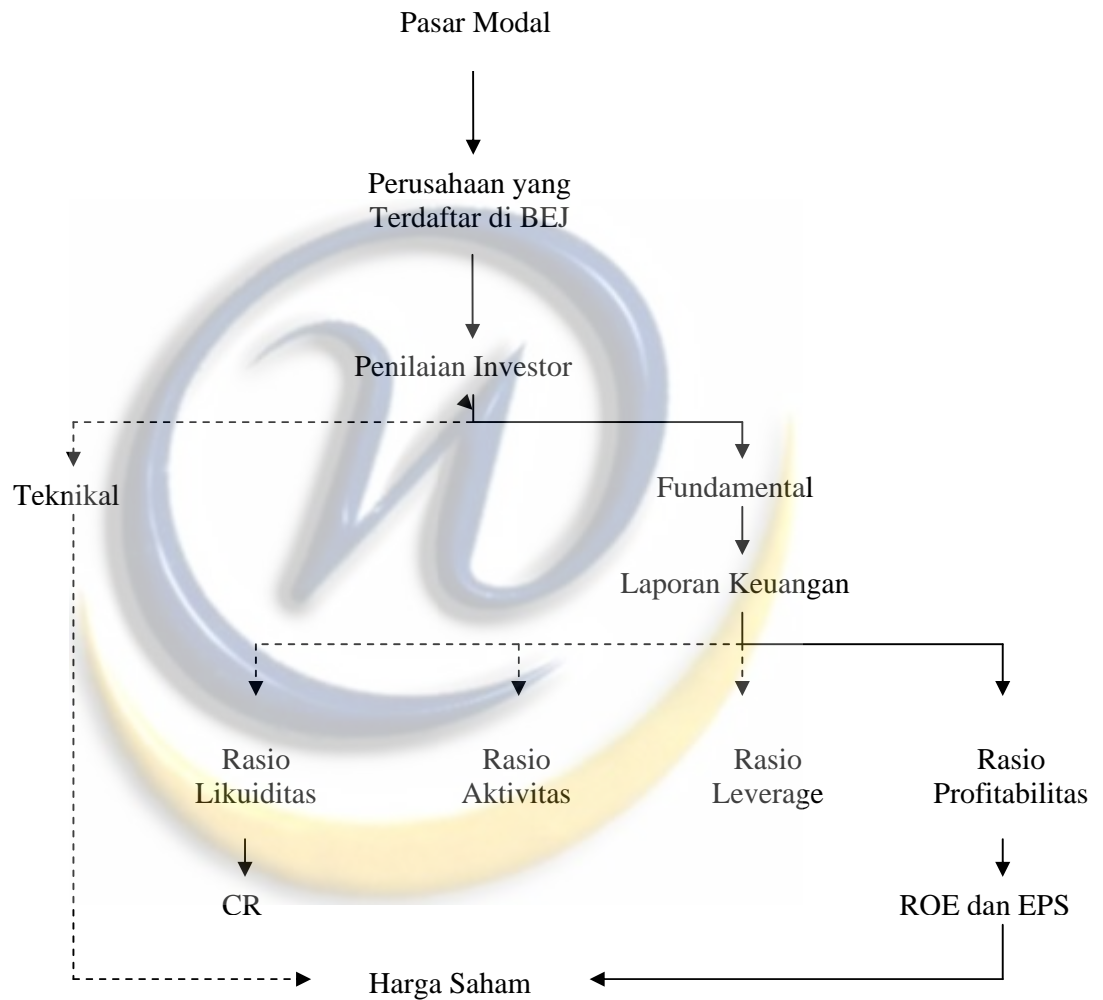 Pasar Modal
Perusahaan yang
Terdaftar di BEJ
Penilaian Investor
Teknikal
Fundamental
Laporan Keuangan
Rasio
Likuiditas
Rasio
Aktivitas
Rasio
Leverage
Rasio
Profitabilitas
CR
ROE dan EPS
Harga Saham